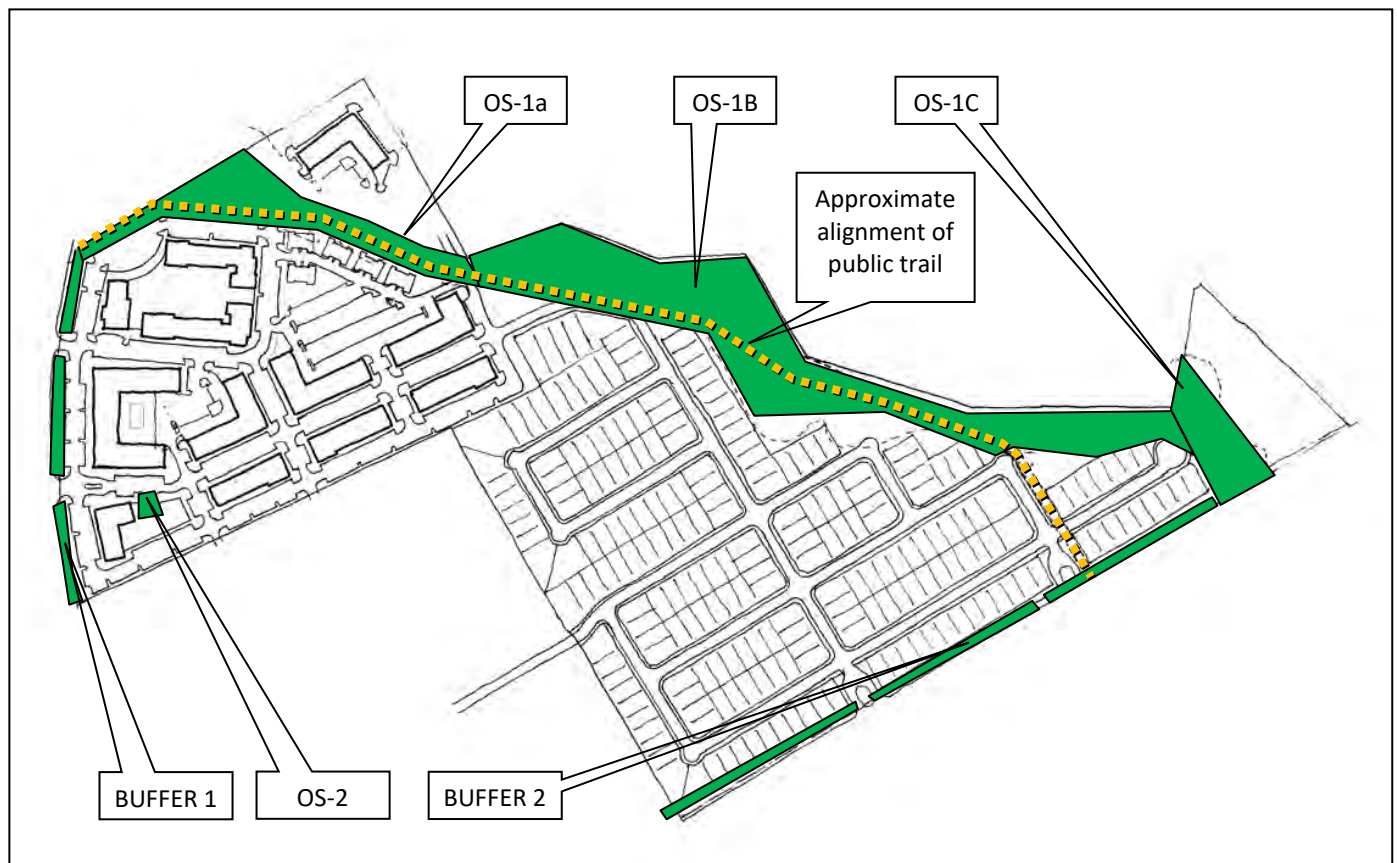 OS-1a
OS-1B
OS-1C
Approximate
alignment of
public trail
BUFFER 1
OS-2
BUFFER 2